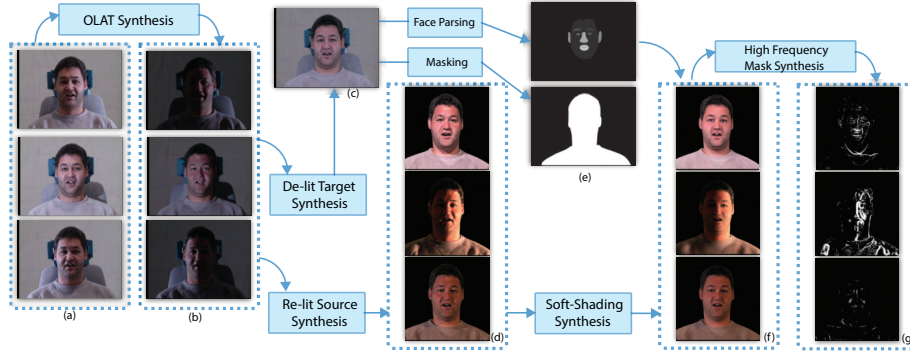 OLAT Synthesis
(a)
(b)
(c)
Face Parsing
Masking
De-lit Target
Synthesis
Re-lit Source
Synthesis
(d)
(e)
Soft-Shading
Synthesis
(f)
High Frequency
Mask Synthesis
(g)